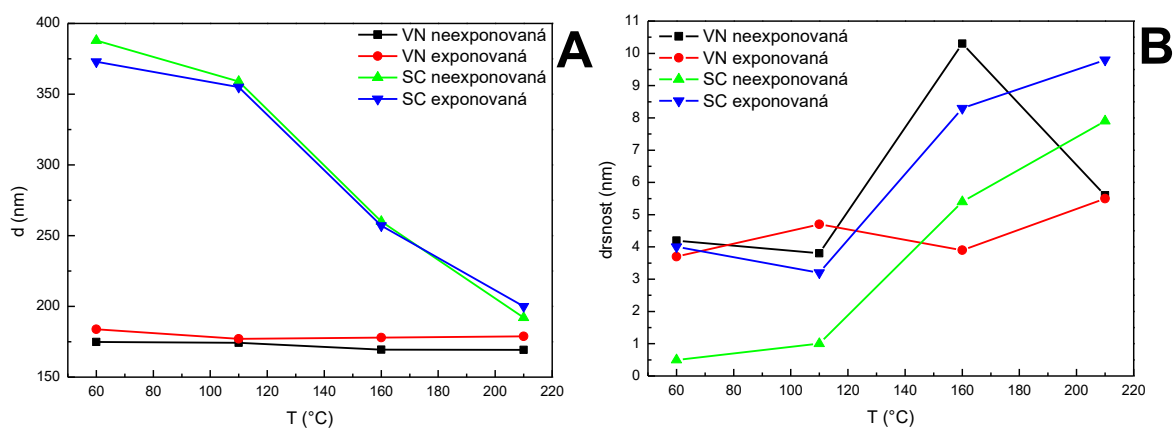 400
350
300
250
200
150
d (nm)
60 80 100 120 140 160 180 200 220
T (°C)
VN neexponovaná
VN exponovaná
SC neexponovaná
SC exponovaná
A
11
10
9
8
7
6
5
4
3
2
1
0
drsnost (nm)
60 80 100 120 140 160 180 200 220
T (°C)
VN neexponovaná
VN exponovaná
SC neexponovaná
SC exponovaná
B